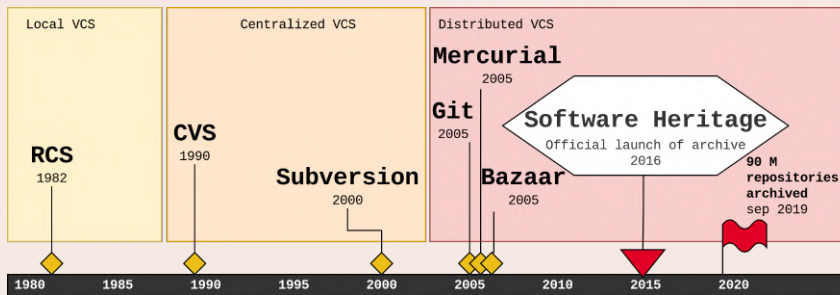 Local VCS
Centralized VCS
Distributed VCS
Mercurial
2005
Git
2005
Software Heritage
Official launch of archive
2016
CVS
1990
RCS
1982
Subversion
2000
Bazaar
2005
90 M
repositories
archived
sep 2019
1980 1985 1990 1995 2000 2005 2010 2015 2020